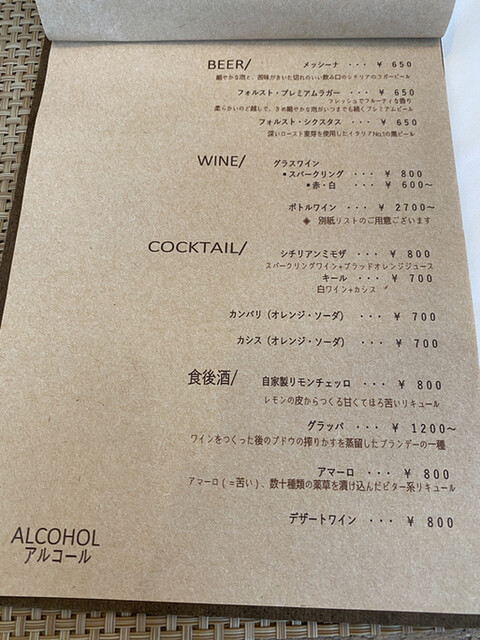 BEER/ メッシーナ ・・・ ¥ 650
細やかな泡と、苦味がきいた切れのいい飲み口のシチリアのラガービール
フォルスト・プレミアムラガー ・・・ ¥ 650
フレッシュでフルーティな香り
柔らかいのど越しで、きめ細やかな泡がいつまでも続くプレミアムビール
フォルスト・シクスタス ・・・ ¥ 650
深いロースト麦芽を使用したイタリアNo.1の黒ビール
WINE/ グラスワイン
•スパークリング ・・・ ¥ 800
•赤・白 ・・・ ¥ 600～
ボトルワイン ・・・ ¥ 2700～
◈ 別紙リストのご用意ございます
COCKTAIL/ シチリアンミモザ ・・・ ¥ 800
スパークリングワイン+ブラッドオレンジジュース
キール ・・・ ¥ 700
白ワイン+カシス
カンパリ（オレンジ・ソーダ） ・・・ ¥ 700
カシス（オレンジ・ソーダ） ・・・ ¥ 700
食後酒/ 自家製リモンチェッロ ・・・ ¥ 800
レモンの皮からつくる甘くてほろ苦いリキュール
グラッパ ・・・ ¥ 1200～
ワインをつくった後のブドウの搾りかすを蒸留したブランデーの一種
アマーロ ・・・ ¥ 800
アマーロ（=苦い）、数十種類の薬草を漬け込んだビター系リキュール
デザートワイン ・・・ ¥ 800
ALCOHOL
アルコール